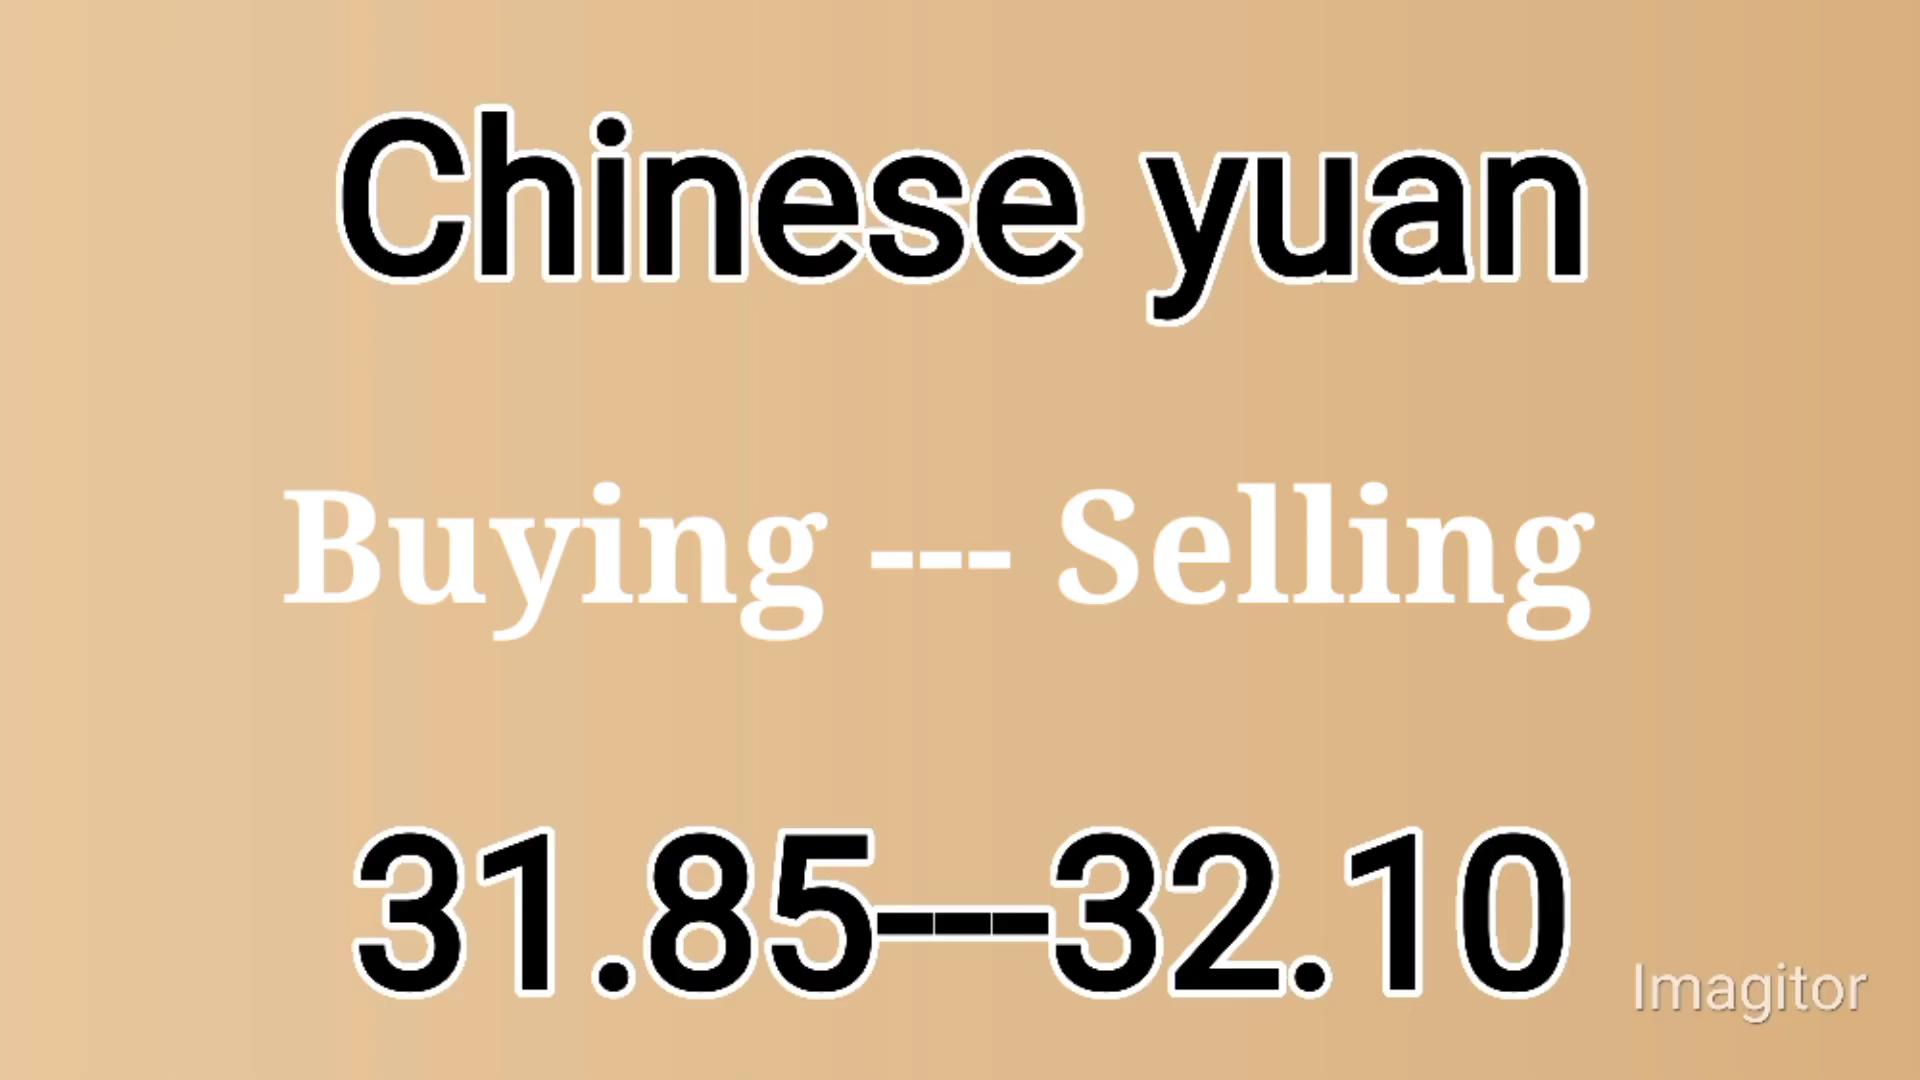 Chinese yuan
Buying --- Selling
31.85---32.10
Imagitor